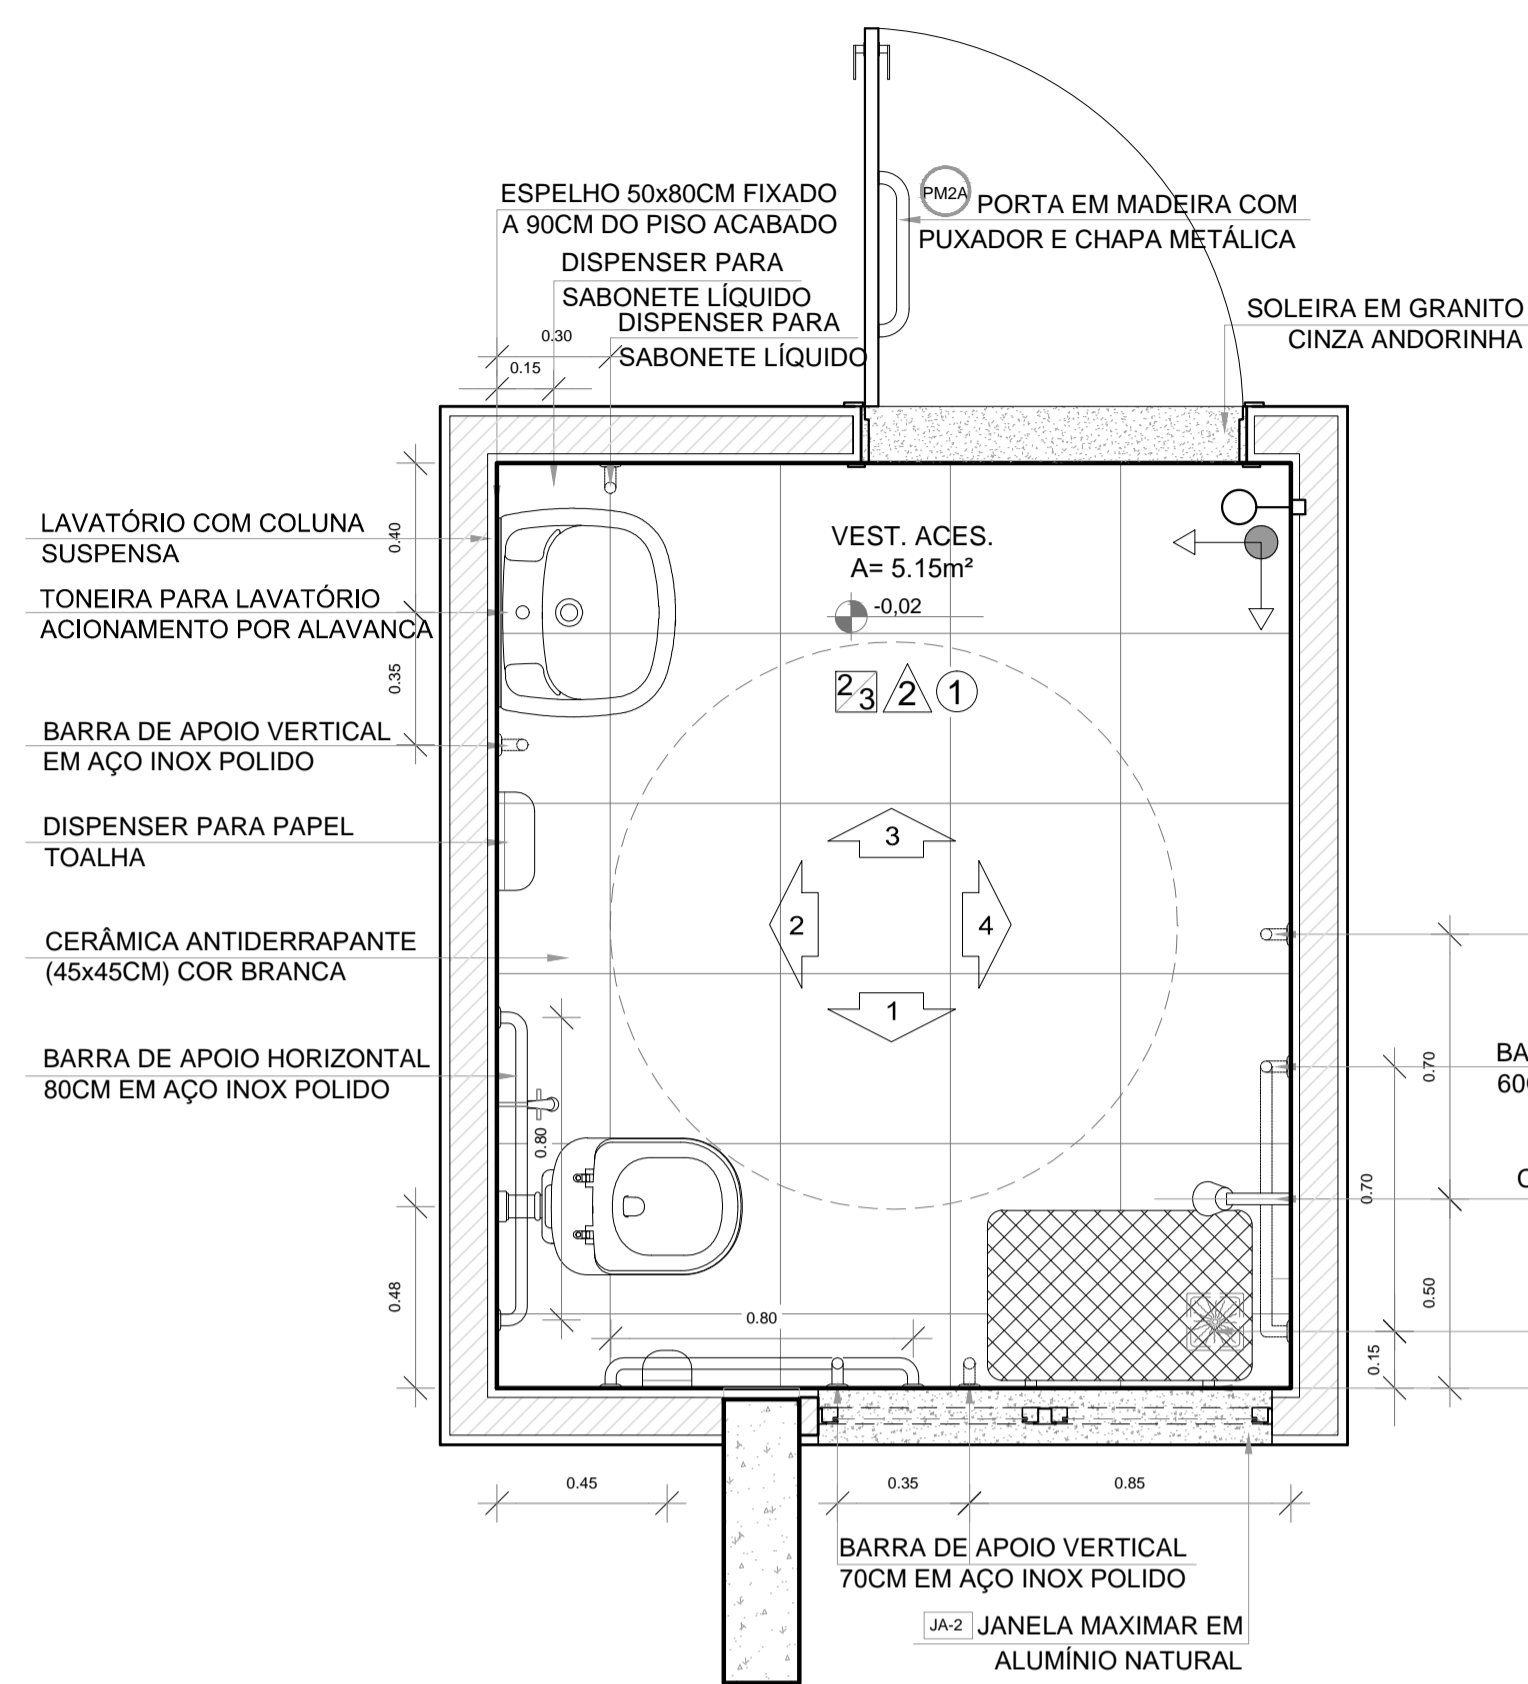 ESPELHO 50x80CM FIXADO
A 90CM DO PISO ACABADO
DISPENSER PARA
SABONETE LÍQUIDO
DISPENSER PARA
SABONETE LÍQUIDO
0.30
0.15
PM2A
PORTA EM MADEIRA COM
PUXADOR E CHAPA METÁLICA
SOLEIRA EM GRANITO
CINZA ANDORINHA
LAVATÓRIO COM COLUNA
SUSPENSA
0.40
TONEIRA PARA LAVATÓRIO
ACIONAMENTO POR ALAVANCA
0.35
BARRA DE APOIO VERTICAL
EM AÇO INOX POLIDO
DISPENSER PARA PAPEL
TOALHA
CERÂMICA ANTIDERRAPANTE
(45x45CM) COR BRANCA
BARRA DE APOIO HORIZONTAL
80CM EM AÇO INOX POLIDO
0.48
VEST. ACES.
A= 5.15m²
-0,02
2 3 2 1
3
2 4
1
0.80
0.80
0.70
BA
60
0.70
0.50
0.15
0.45
0.35
0.85
BARRA DE APOIO VERTICAL
70CM EM AÇO INOX POLIDO
JA-2 JANELA MAXIMAR EM
ALUMÍNIO NATURAL